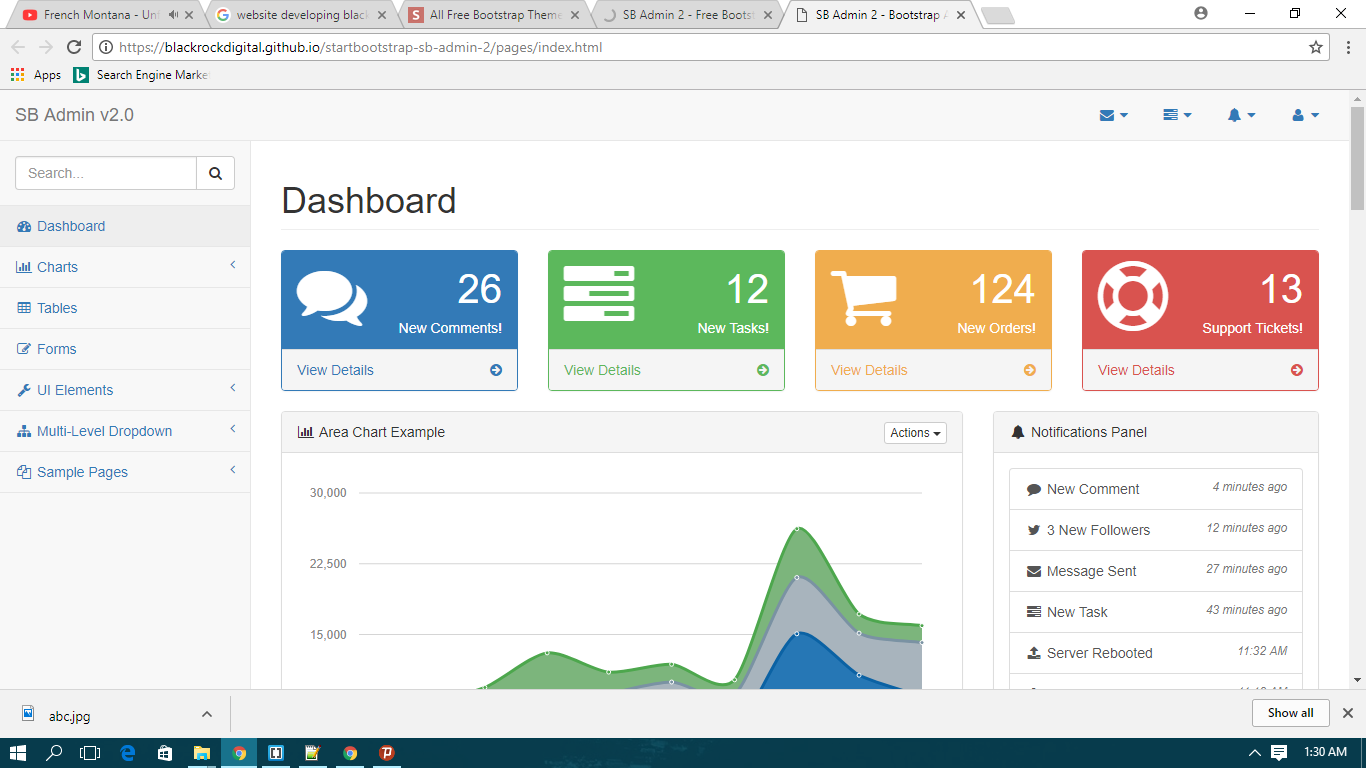 French Montana - Un
website developing black
All Free Bootstrap Theme
SB Admin 2 - Free Bootst
SB Admin 2 - Bootstrap A
https://blackrockdigital.github.io/startbootstrap-sb-admin-2/pages/index.html
Apps
Search Engine Marke
SB Admin v2.0
Search...
Dashboard
Charts
Tables
Forms
UI Elements
Multi-Level Dropdown
Sample Pages
Dashboard
26
New Comments!
View Details
12
New Tasks!
View Details
124
New Orders!
View Details
13
Support Tickets!
View Details
Area Chart Example
Actions
30,000
22,500
15,000
Notifications Panel
New Comment 4 minutes ago
3 New Followers 12 minutes ago
Message Sent 27 minutes ago
New Task 43 minutes ago
Server Rebooted 11:32 AM
abc.jpg
Show all
1:30 AM